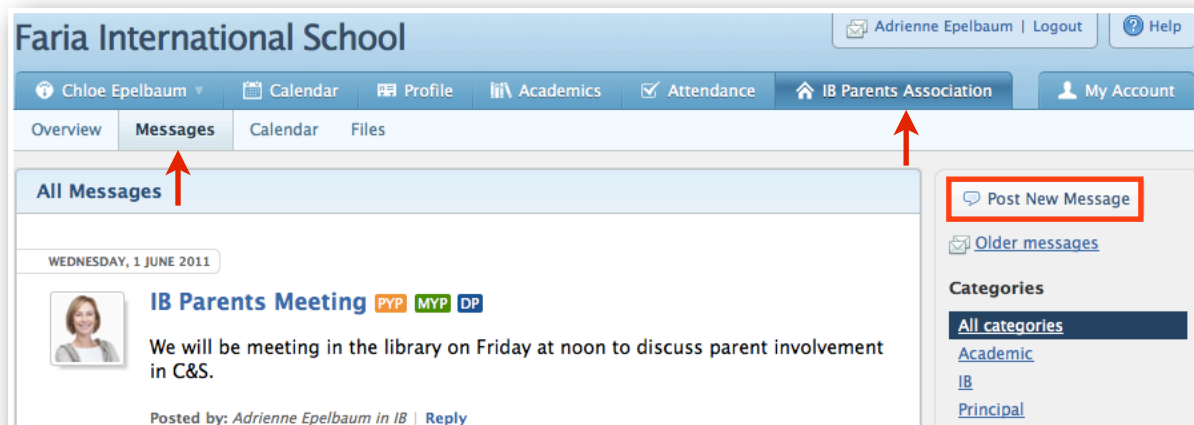 Faria International School
Adrienne Epelbaum | Logout
Help
Chloe Epelbaum
Calendar
Profile
Academics
Attendance
IB Parents Association
My Account
Overview
Messages
Calendar
Files
All Messages
WEDNESDAY, 1 JUNE 2011
IB Parents Meeting PYP MYP DP
We will be meeting in the library on Friday at noon to discuss parent involvement
in C&S.
Posted by: Adrienne Epelbaum in IB | Reply
Post New Message
Older messages
Categories
All categories
Academic
IB
Principal